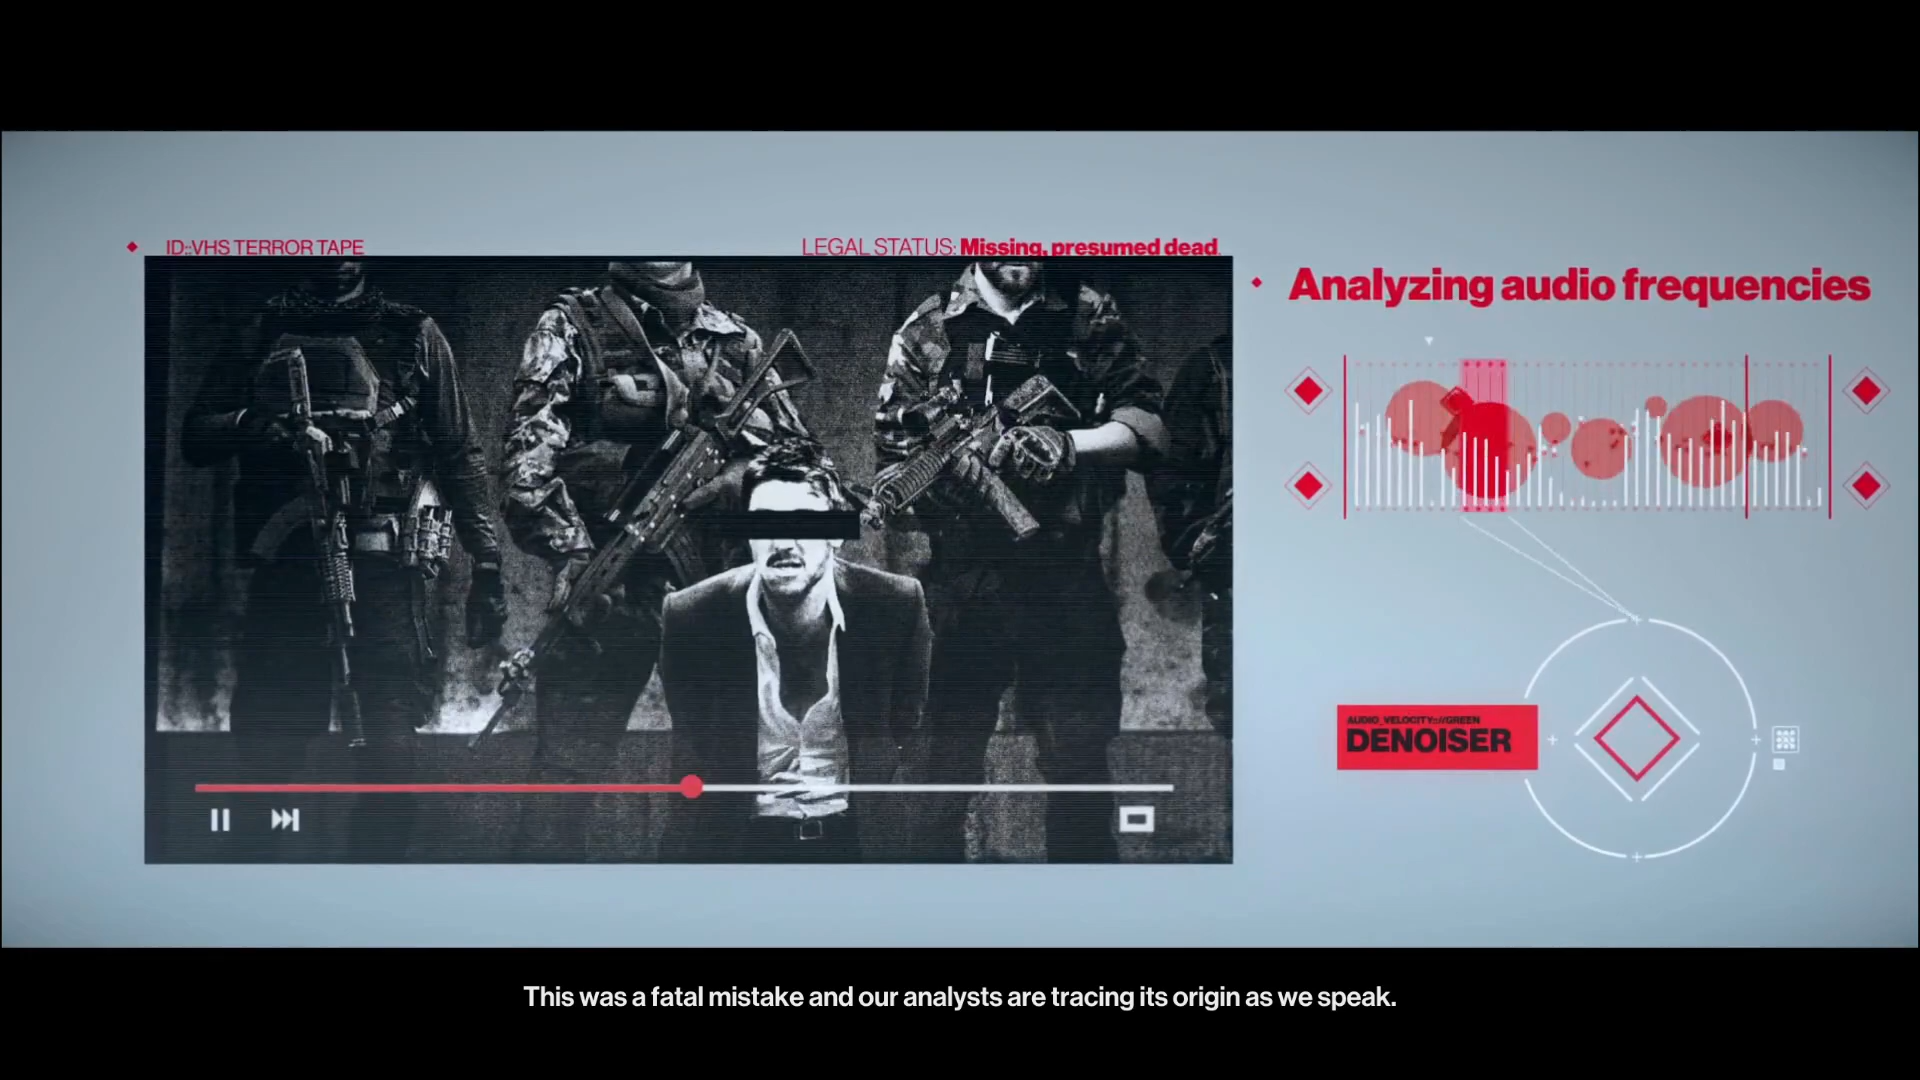 ID::VHS TERROR TAPE
LEGAL STATUS: Missing, presumed dead.
Analyzing audio frequencies
AUDIO_VELOCITY:://GREEN
DENOISER
This was a fatal mistake and our analysts are tracing its origin as we speak.